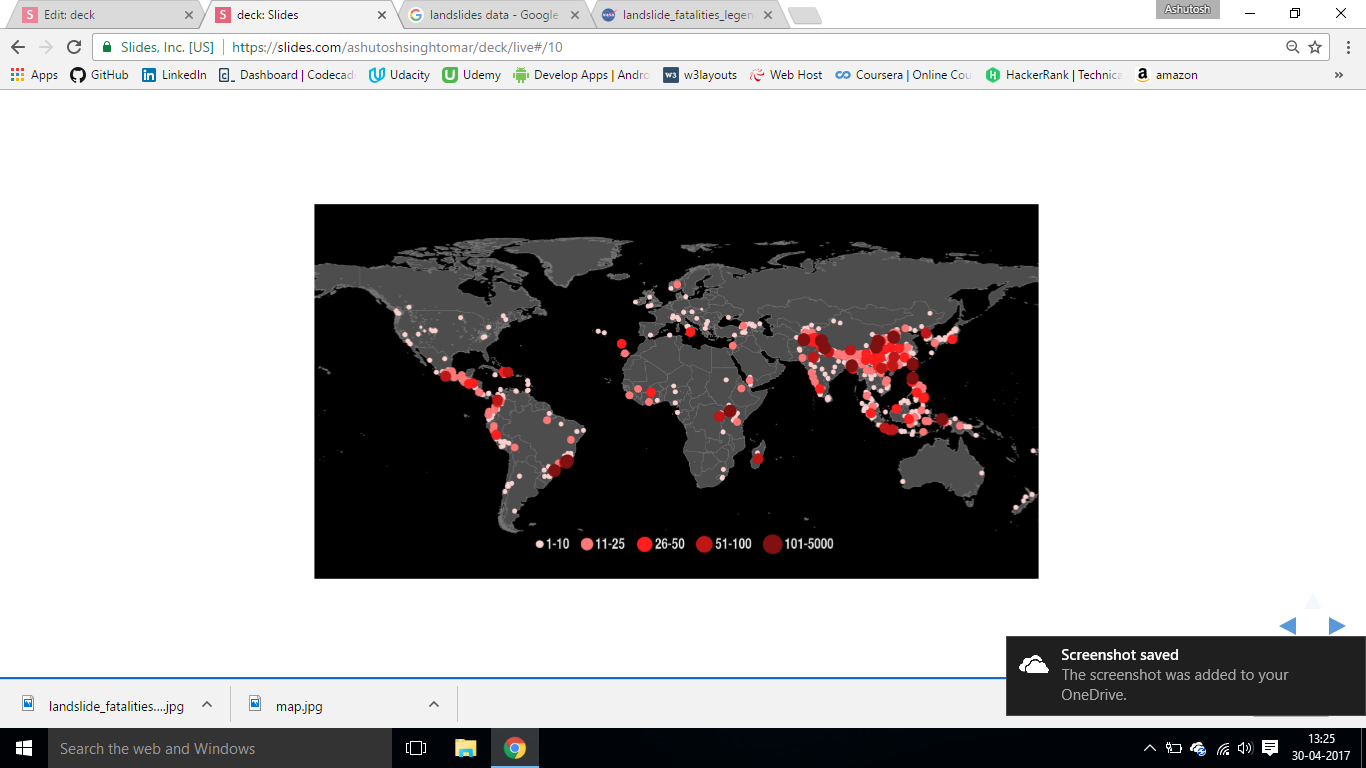 Ashutosh
S Edit: deck
S deck: Slides
landslides data - Google
landslide_fatalities_legen
Slides, Inc. [US] | https://slides.com/ashutoshsinghtomar/deck/live#/10
Apps GitHub in LinkedIn C_ Dashboard | Codecad Udacity U Udemy Develop Apps | Andro w3 w3layouts Web Host Coursera | Online Cou H HackerRank | Technica a amazon »
1-10 11-25 26-50 51-100 101-5000
Screenshot saved
The screenshot was added to your
OneDrive.
landslide_fatalities....jpg
map.jpg
Search the web and Windows
13:25
30-04-2017